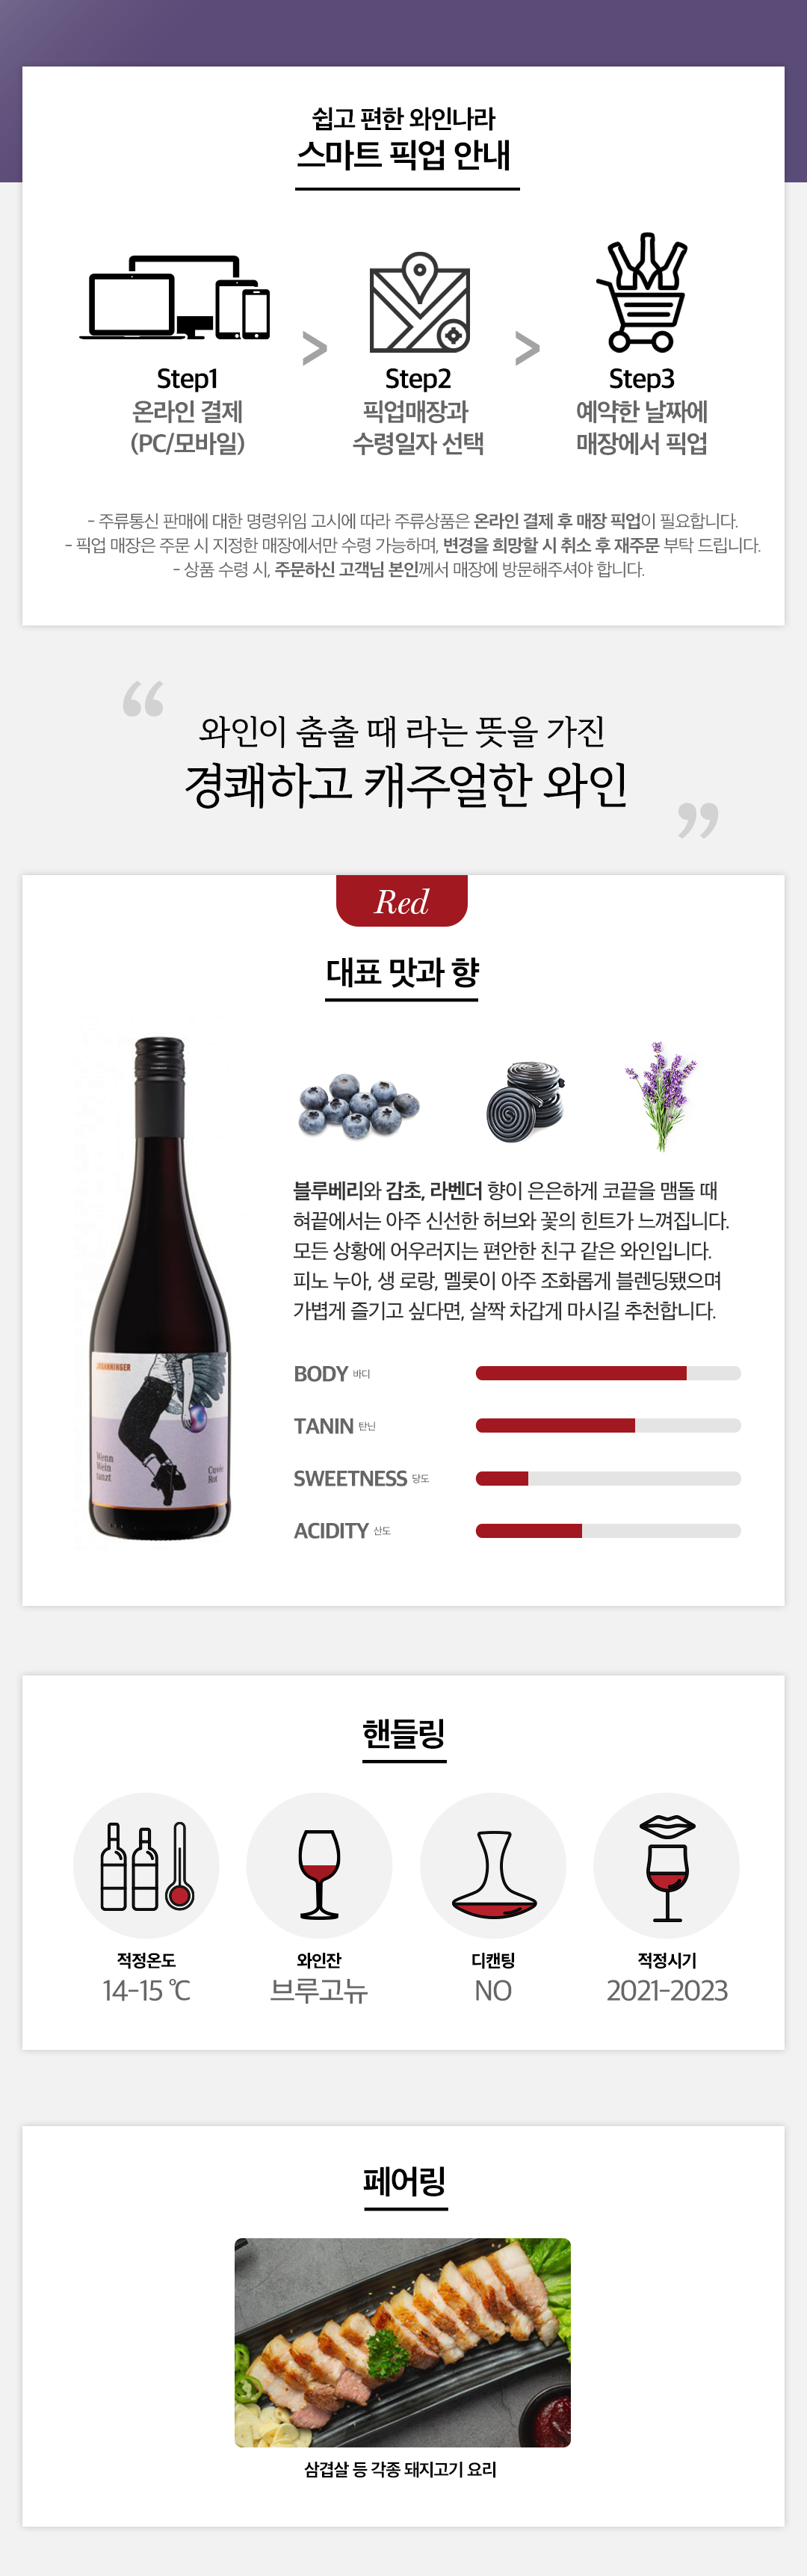 쉽고 편한 와인나라
스마트 픽업 안내
Step1
온라인 결제
(PC/모바일)
>
Step2
픽업매장과
수령일자 선택
>
Step3
예약한 날짜에
매장에서 픽업
- 주류통신 판매에 대한 명령위임 고시에 따라 주류상품은 온라인 결제 후 매장 픽업이 필요합니다.
- 픽업 매장은 주문 시 지정한 매장에서만 수령 가능하며, 변경을 희망할 시 취소 후 재주문 부탁 드립니다.
- 상품 수령 시, 주문하신 고객님 본인께서 매장에 방문해주셔야 합니다.
“
와인이 춤출 때 라는 뜻을 가진
경쾌하고 캐주얼한 와인
”
Red
대표 맛과 향
블루베리와 감초, 라벤더 향이 은은하게 코끝을 맴돌 때
혀끝에서는 아주 신선한 허브와 꽃의 힌트가 느껴집니다.
모든 상황에 어우러지는 편안한 친구 같은 와인입니다.
피노 누아, 생 로랑, 멜롯이 아주 조화롭게 블렌딩됐으며
가볍게 즐기고 싶다면, 살짝 차갑게 마시길 추천합니다.
JOHANNINGER
Wenn
Wein
tanzt
Cuvée
Rot
BODY 바디
TANIN 탄닌
SWEETNESS 당도
ACIDITY 산도
핸들링
적정온도
14-15 ℃
와인잔
브루고뉴
디캔팅
NO
적정시기
2021-2023
페어링
삼겹살 등 각종 돼지고기 요리